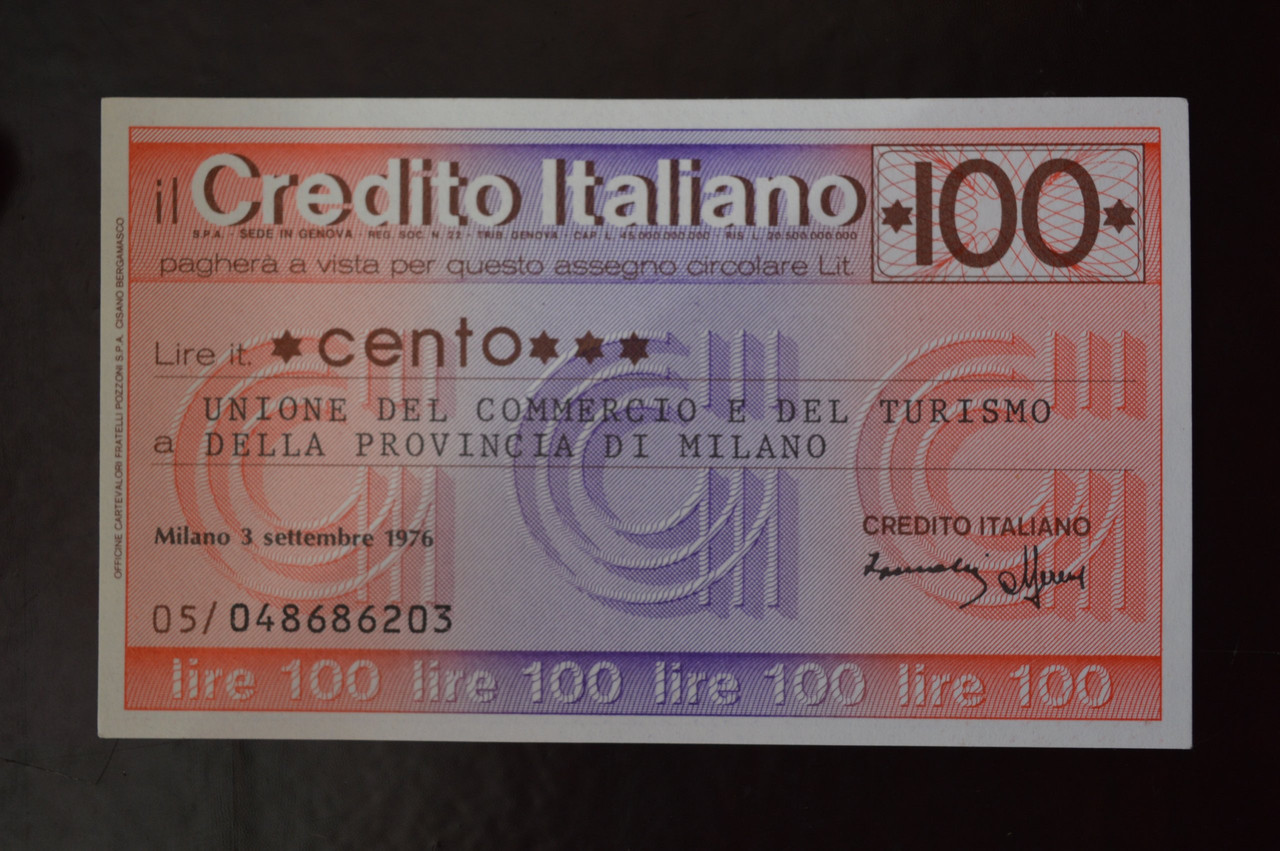 il Credito Italiano
S.P.A. - SEDE IN GENOVA - REG. SOC. N. 22 - TRIB. GENOVA - CAP. L. 45.000.000.000 RIS. L. 20.500.000.000
pagherà a vista per questo assegno circolare Lit.
✶100✶
Lire it. ✶cento✶✶✶
UNIONE DEL COMMERCIO E DEL TURISMO
a DELLA PROVINCIA DI MILANO
Milano 3 settembre 1976
CREDITO ITALIANO
05/048686203
lire 100 lire 100 lire 100 lire 100
OFFICINE CARTEVALORI FRATELLI POZZONI S.P.A. CISANO BERGAMASCO